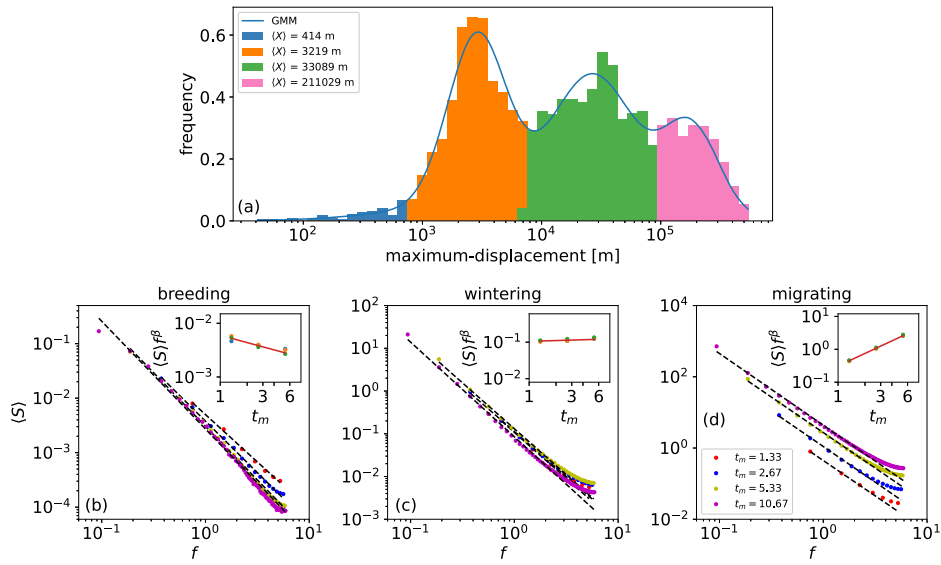 GMM
⟨X⟩ = 414 m
⟨X⟩ = 3219 m
⟨X⟩ = 33089 m
⟨X⟩ = 211029 m
frequency
0.6
0.4
0.2
0.0
(a)
10² 10³ 10⁴ 10⁵
maximum-displacement [m]
breeding
⟨S⟩
10⁻¹
10⁻²
10⁻³
10⁻⁴
⟨S⟩f^β
10⁻²
10⁻³
1 3 6
t_m
(b)
10⁻¹ 10⁰ 10¹
f
wintering
10²
10¹
10⁰
10⁻¹
10⁻²
10⁻³
⟨S⟩f^β
10⁰
10⁻¹
10⁻²
1 3 6
t_m
(c)
10⁻¹ 10⁰ 10¹
f
migrating
10⁴
10²
10⁰
10⁻²
⟨S⟩f^β
10¹
10⁰
10⁻¹
1 3 6
t_m
(d)
t_m = 1.33
t_m = 2.67
t_m = 5.33
t_m = 10.67
10⁻¹ 10⁰ 10¹
f